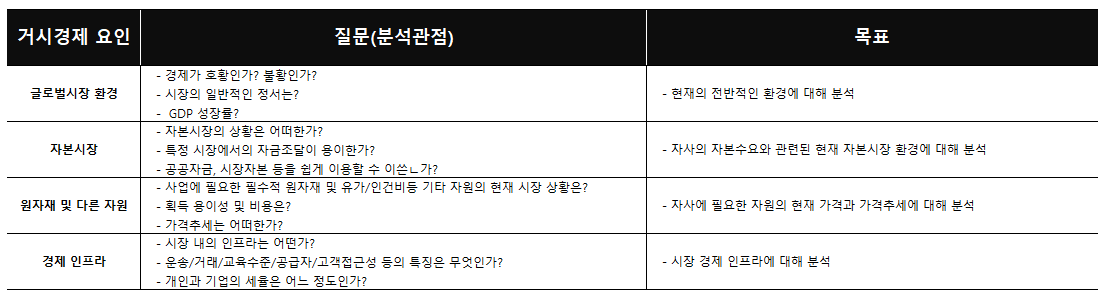 거시경제 요인 질문(분석관점) 목표
글로벌시장 환경
- 경제가 호황인가? 불황인가?
- 시장의 일반적인 정서는?
- GDP 성장률?
- 현재의 전반적인 환경에 대해 분석
자본시장
- 자본시장의 상황은 어떠한가?
- 특정 시장에서의 자금조달이 용이한가?
- 공공자금, 시장자본 등을 쉽게 이용할 수 이쓴ㄴ가?
- 자사의 자본수요와 관련된 현재 자본시장 환경에 대해 분석
원자재 및 다른 자원
- 사업에 필요한 필수적 원자재 및 유가/인건비등 기타 자원의 현재 시장 상황은?
- 획득 용이성 및 비용은?
- 가격추세는 어떠한가?
- 자사에 필요한 자원의 현재 가격과 가격추세에 대해 분석
경제 인프라
- 시장 내의 인프라는 어떤가?
- 운송/거래/교육수준/공급자/고객접근성 등의 특징은 무엇인가?
- 개인과 기업의 세율은 어느 정도인가?
- 시장 경제 인프라에 대해 분석